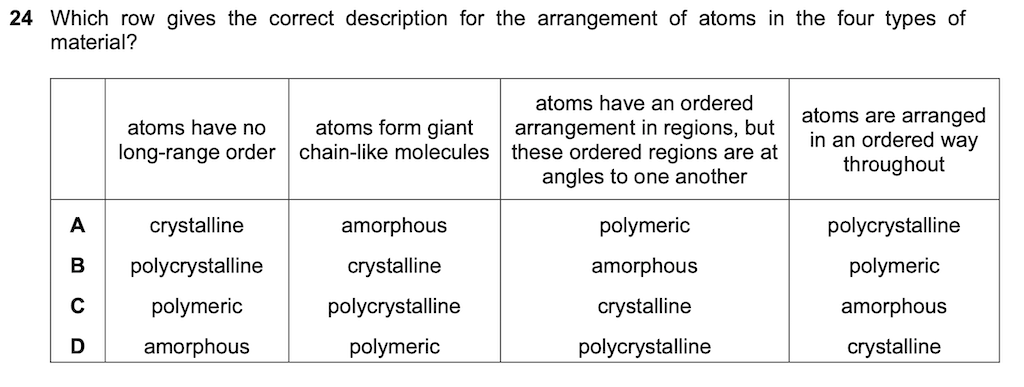 24 Which row gives the correct description for the arrangement of atoms in the four types of
material?
atoms have no
long-range order
atoms form giant
chain-like molecules
atoms have an ordered
arrangement in regions, but
these ordered regions are at
angles to one another
atoms are arranged
in an ordered way
throughout
A crystalline amorphous polymeric polycrystalline
B polycrystalline crystalline amorphous polymeric
C polymeric polycrystalline crystalline amorphous
D amorphous polymeric polycrystalline crystalline